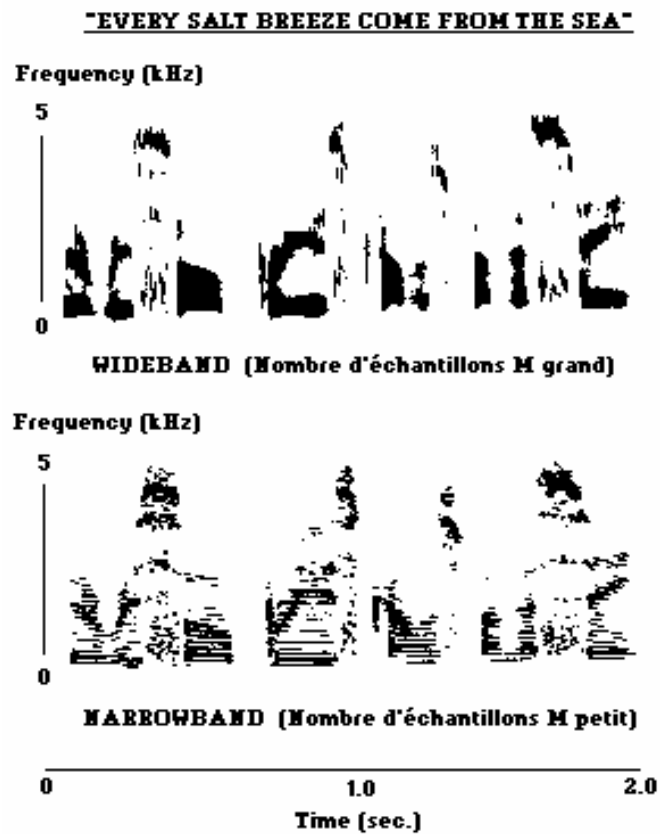 "EVERY SALT BREEZE COME FROM THE SEA"
Frequency (kHz)
5
0
WIDEBAND (Nombre d'échantillons M grand)
Frequency (kHz)
5
0
NARROWBAND (Nombre d'échantillons M petit)
0 1.0 2.0
Time (sec.)